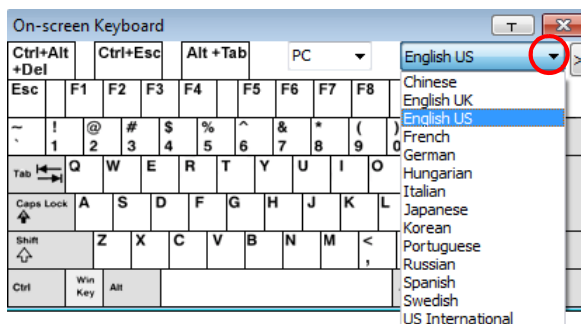 On-screen Keyboard T X
Ctrl+Alt +Del Ctrl+Esc Alt +Tab PC English US >
Esc F1 F2 F3 F4 F5 F6 F7 F8
Chinese
English UK
English US
French
German
Hungarian
Italian
Japanese
Korean
Portuguese
Russian
Spanish
Swedish
US International
~ ! @ # $ % ^ & * ( )
` 1 2 3 4 5 6 7 8 9 0
Tab Q W E R T Y U I O
Caps Lock A S D F G H J K L
Shift Z X C V B N M <
,
Ctrl Win Key Alt